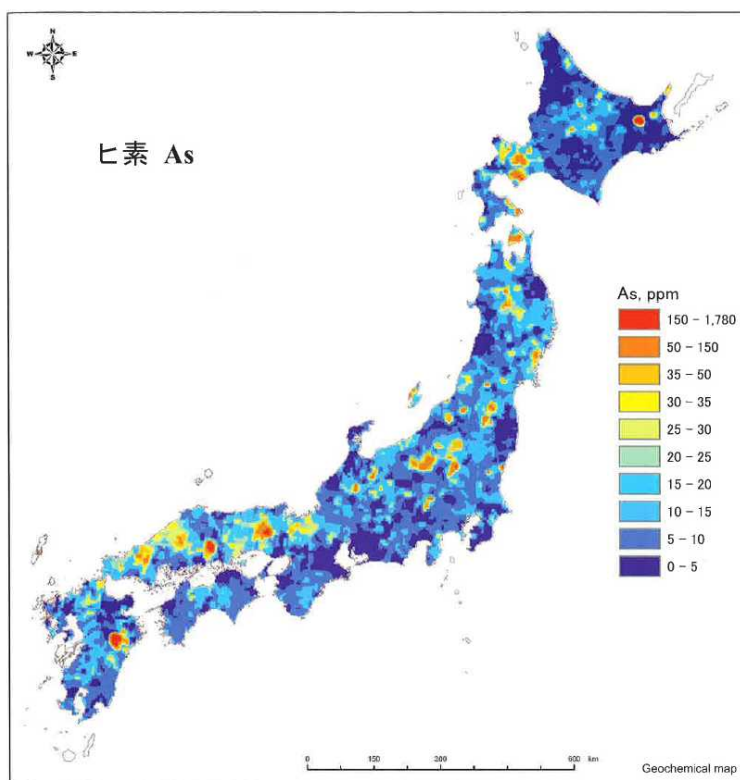 N
W E
S
ヒ素 As
As, ppm
150 - 1,780
50 - 150
35 - 50
30 - 35
25 - 30
20 - 25
15 - 20
10 - 15
5 - 10
0 - 5
0 150 200 600 km
Geochemical map